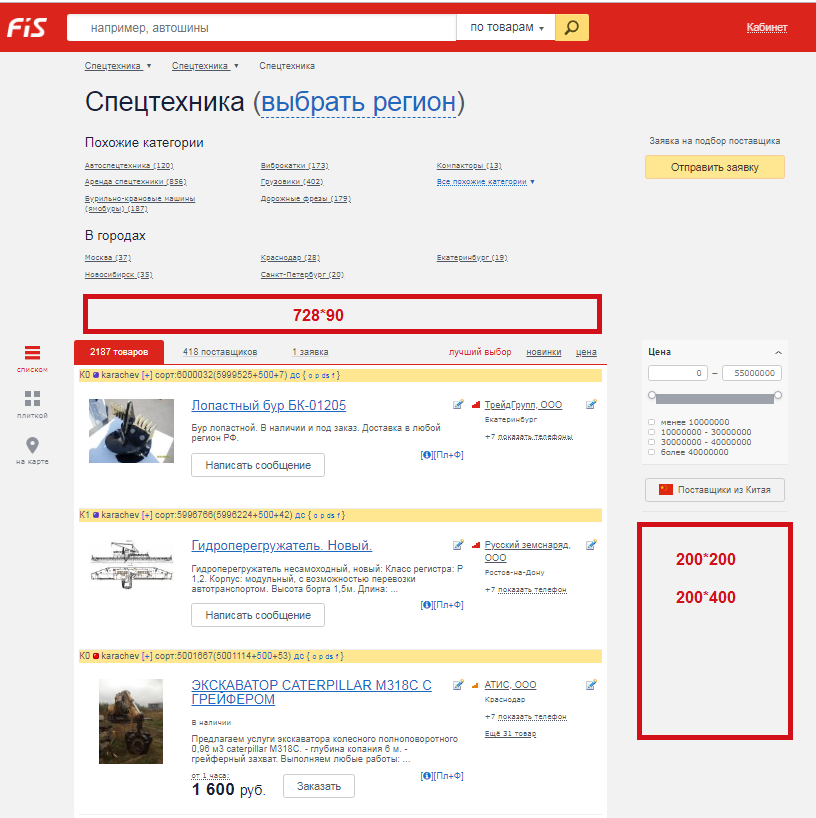 FiS
например, автошины
по товарам
Кабинет
Спецтехника Спецтехника Спецтехника
Спецтехника (выбрать регион)
Похожие категории
Заявка на подбор поставщика
Отправить заявку
Автоспецтехника (120)
Виброкатки (173)
Компакторы (13)
Аренда спецтехники (856)
Грузовики (402)
Все похожие категории
Бурильно-крановые машины
(ямобуры) (187)
Дорожные фрезы (179)
В городах
Москва (37)
Краснодар (28)
Екатеринбург (19)
Новосибирск (35)
Санкт-Петербург (20)
728*90
списком
плиткой
на карте
2187 товаров
418 поставщиков
1 заявка
лучший выбор новинки цена
K0 karachev [+] сорт:6000032(5999525+500+7) дс { o p ds f }
Лопастный бур БК-01205
Бур лопастной. В наличии и под заказ. Доставка в любой
регион РФ.
Написать сообщение
[Пл+Ф]
ТрейдГрупп, ООО
Екатеринбург
+7 показать телефоны
K1 karachev [+] сорт:5996766(5996224+500+42) дс { o p ds f }
Гидроперегружатель. Новый.
Гидроперегружатель несамоходный, новый: Класс регистра: Р
1,2. Корпус: модульный, с возможностью перевозки
автотранспортом. Высота борта 1,5м. Длина: ...
Написать сообщение
[Пл+Ф]
Русский земснаряд,
ООО
Ростов-на-Дону
+7 показать телефон
K0 karachev [+] сорт:5001667(5001114+500+53) дс { o p ds f }
ЭКСКАВАТОР CATERPILLAR M318C С
ГРЕЙФЕРОМ
В наличии
Предлагаем услуги экскаватора колесного полноповоротного
0,96 м3 caterpillar M318C. - глубина копания 6 м. -
грейферный захват. Выполняем любые работы: ...
от 1 часа:
1 600 руб.
Заказать
[Пл+Ф]
АТИС, ООО
Краснодар
+7 показать телефон
Ещё 31 товар
Цена
0 – 55000000
менее 10000000
10000000 - 30000000
30000000 - 40000000
более 40000000
Поставщики из Китая
200*200
200*400